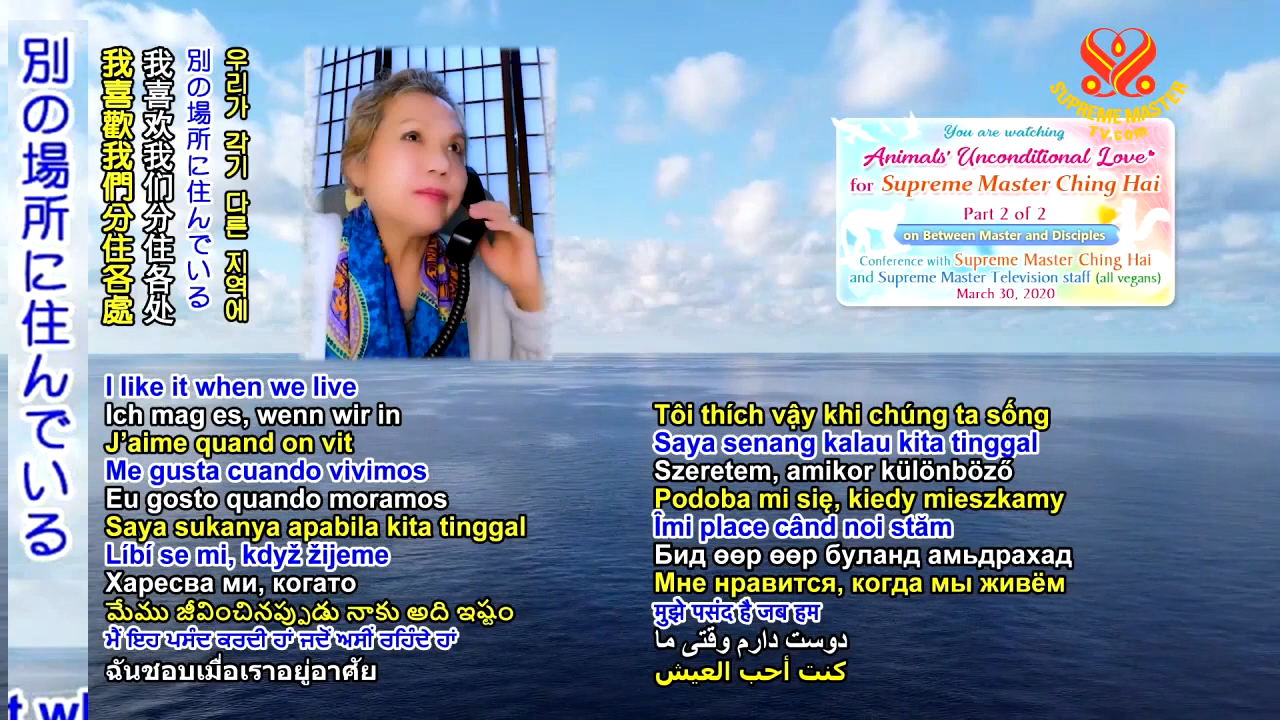 別の場所に住んでいる
我喜歡我們分住各處
我喜欢我们分住各处
別の場所に住んでいる
우리가 각기 다른 지역에
SUPREME MASTER
TV.com
You are watching
Animals' Unconditional Love
for Supreme Master Ching Hai
Part 2 of 2
on Between Master and Disciples
Conference with Supreme Master Ching Hai
and Supreme Master Television staff (all vegans)
March 30, 2020
I like it when we live
Ich mag es, wenn wir in
J'aime quand on vit
Me gusta cuando vivimos
Eu gosto quando moramos
Saya sukanya apabila kita tinggal
Líbí se mi, když žijeme
Харесва ми, когато
మేము జీవించినప్పుడు నాకు అది ఇష్టం
ਮੈਂ ਇਹ ਪਸੰਦ ਕਰਦੀ ਹਾਂ ਜਦੋਂ ਅਸੀਂ ਰਹਿੰਦੇ ਹਾਂ
ฉันชอบเมื่อเราอยู่อาศัย
Tôi thích vậy khi chúng ta sống
Saya senang kalau kita tinggal
Szeretem, amikor különböző
Podoba mi się, kiedy mieszkamy
Îmi place când noi stăm
Бид өөр өөр буланд амьдрахад
Мне нравится, когда мы живём
मुझे पसंद है जब हम
دوست دارم وقتی ما
كنت أحب العيش